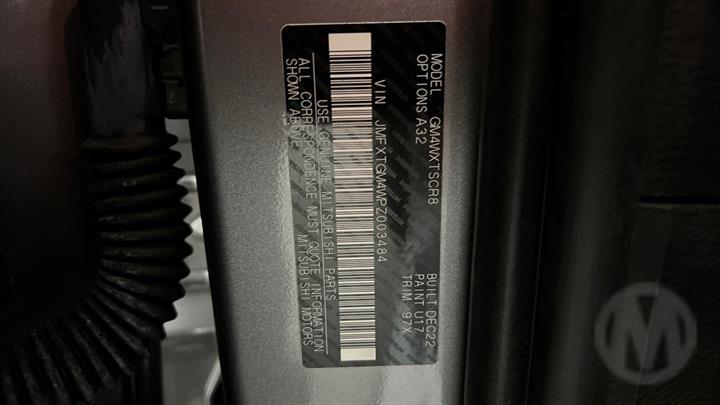 MODEL GM4WXTSCR8
OPTIONS A32
BUILT DEC22
PAINT U17
TRIM 97X
VIN JMFXTGM4WPZ003484
USE GENUINE MITSUBISHI PARTS
ALL CORRESPONDENCE MUST QUOTE INFORMATION
SHOWN ABOVE
MITSUBISHI MOTORS
M